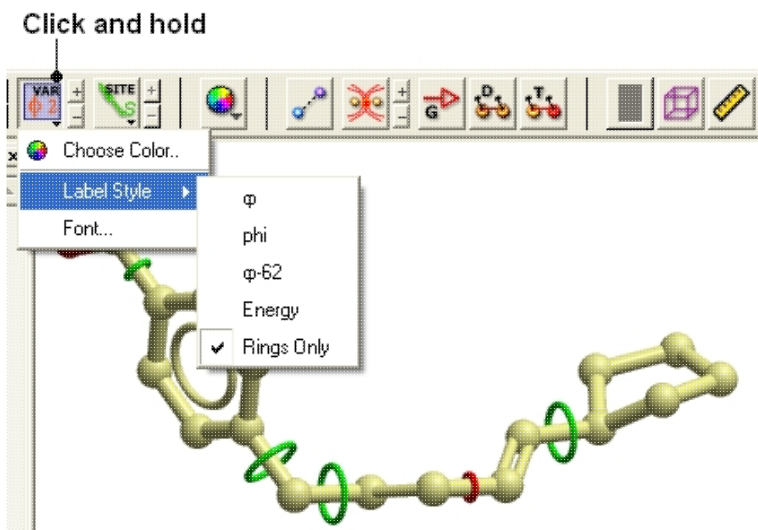 Click and hold
VAR
φ 2
SITE
S
G
D
T
Choose Color..
Label Style
Font...
φ
phi
φ-62
Energy
Rings Only